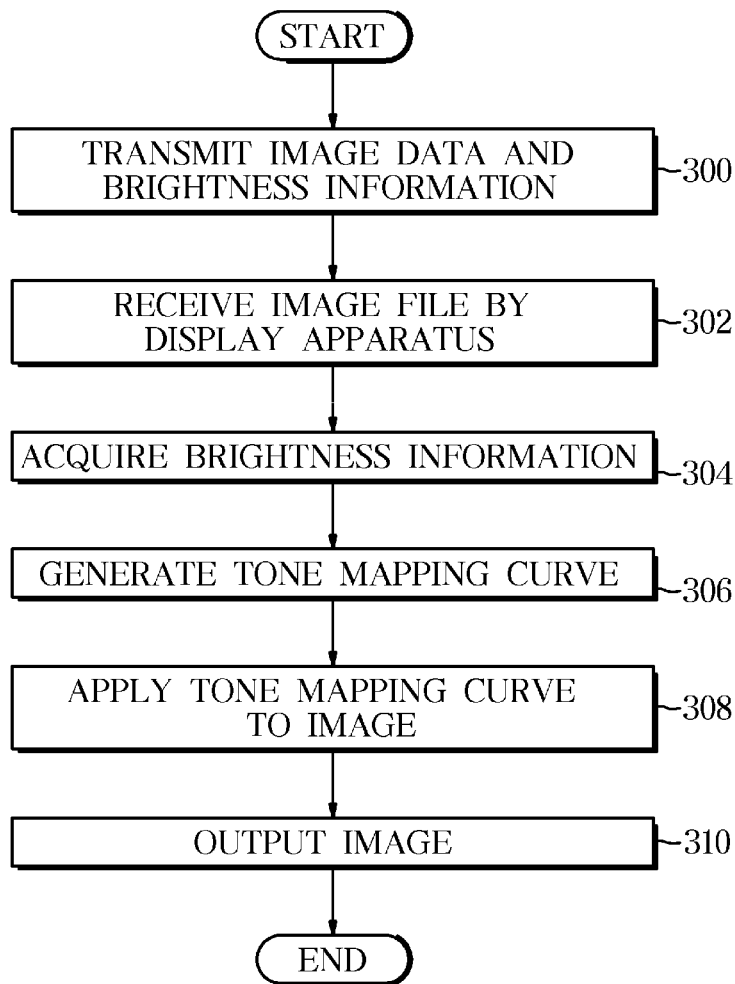 START
TRANSMIT IMAGE DATA AND
BRIGHTNESS INFORMATION
300
RECEIVE IMAGE FILE BY
DISPLAY APPARATUS
302
ACQUIRE BRIGHTNESS INFORMATION
304
GENERATE TONE MAPPING CURVE
306
APPLY TONE MAPPING CURVE
TO IMAGE
308
OUTPUT IMAGE
310
END